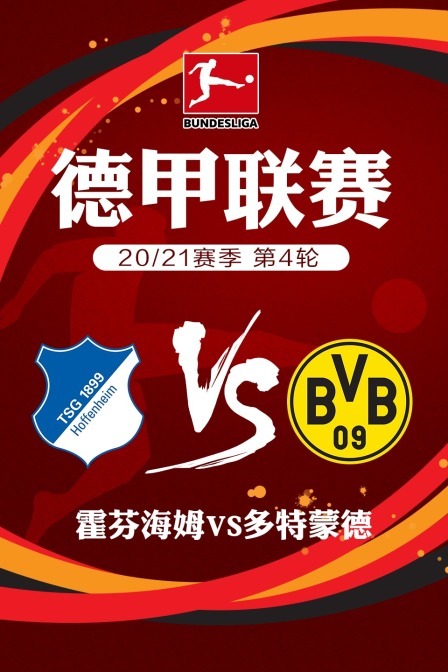 BUNDESLIGA
德甲联赛
20/21赛季 第4轮
TSG 1899
Hoffenheim
VS
BVB
09
霍芬海姆VS多特蒙德